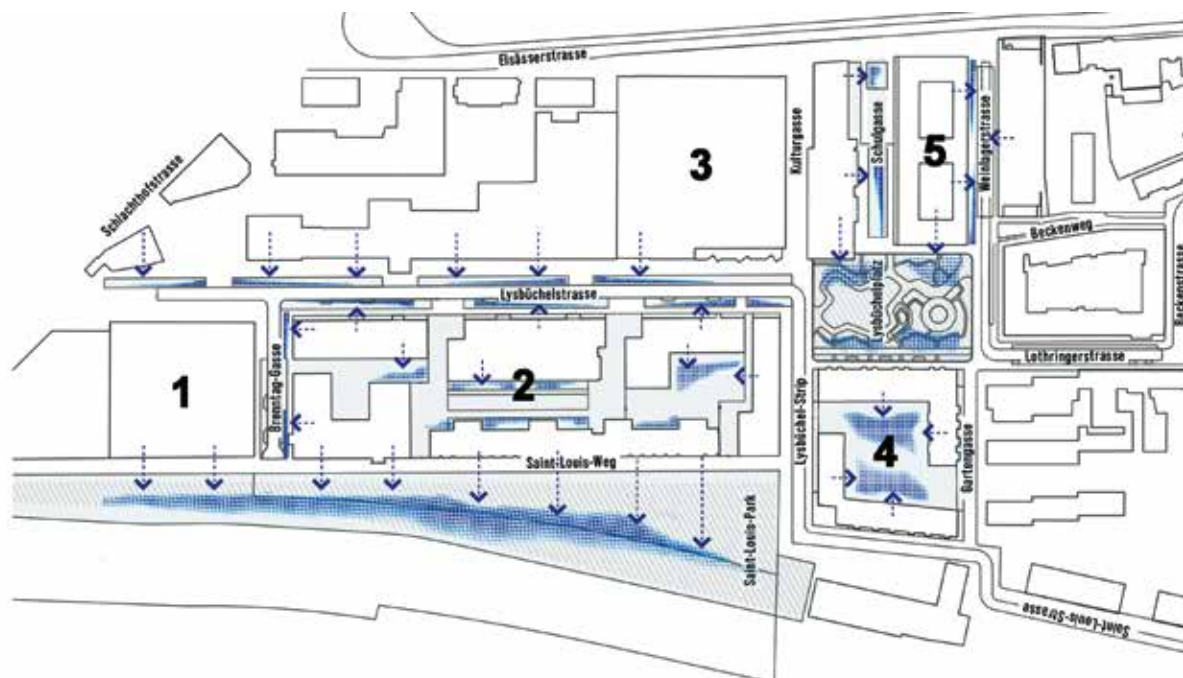 Elsässerstrasse
Schlachthofstrasse
3
Kulturgasse
Schulgasse
5
Weinlagerstrasse
Beckenweg
Beckenstrasse
Lysbüchelstrasse
Lysbüchelplatz
Lothringerstrasse
1
Brenntag-Gasse
2
Lysbüchel-Strip
4
Gartengasse
Saint-Louis-Weg
Saint-Louis-Park
Saint-Louis-Strasse